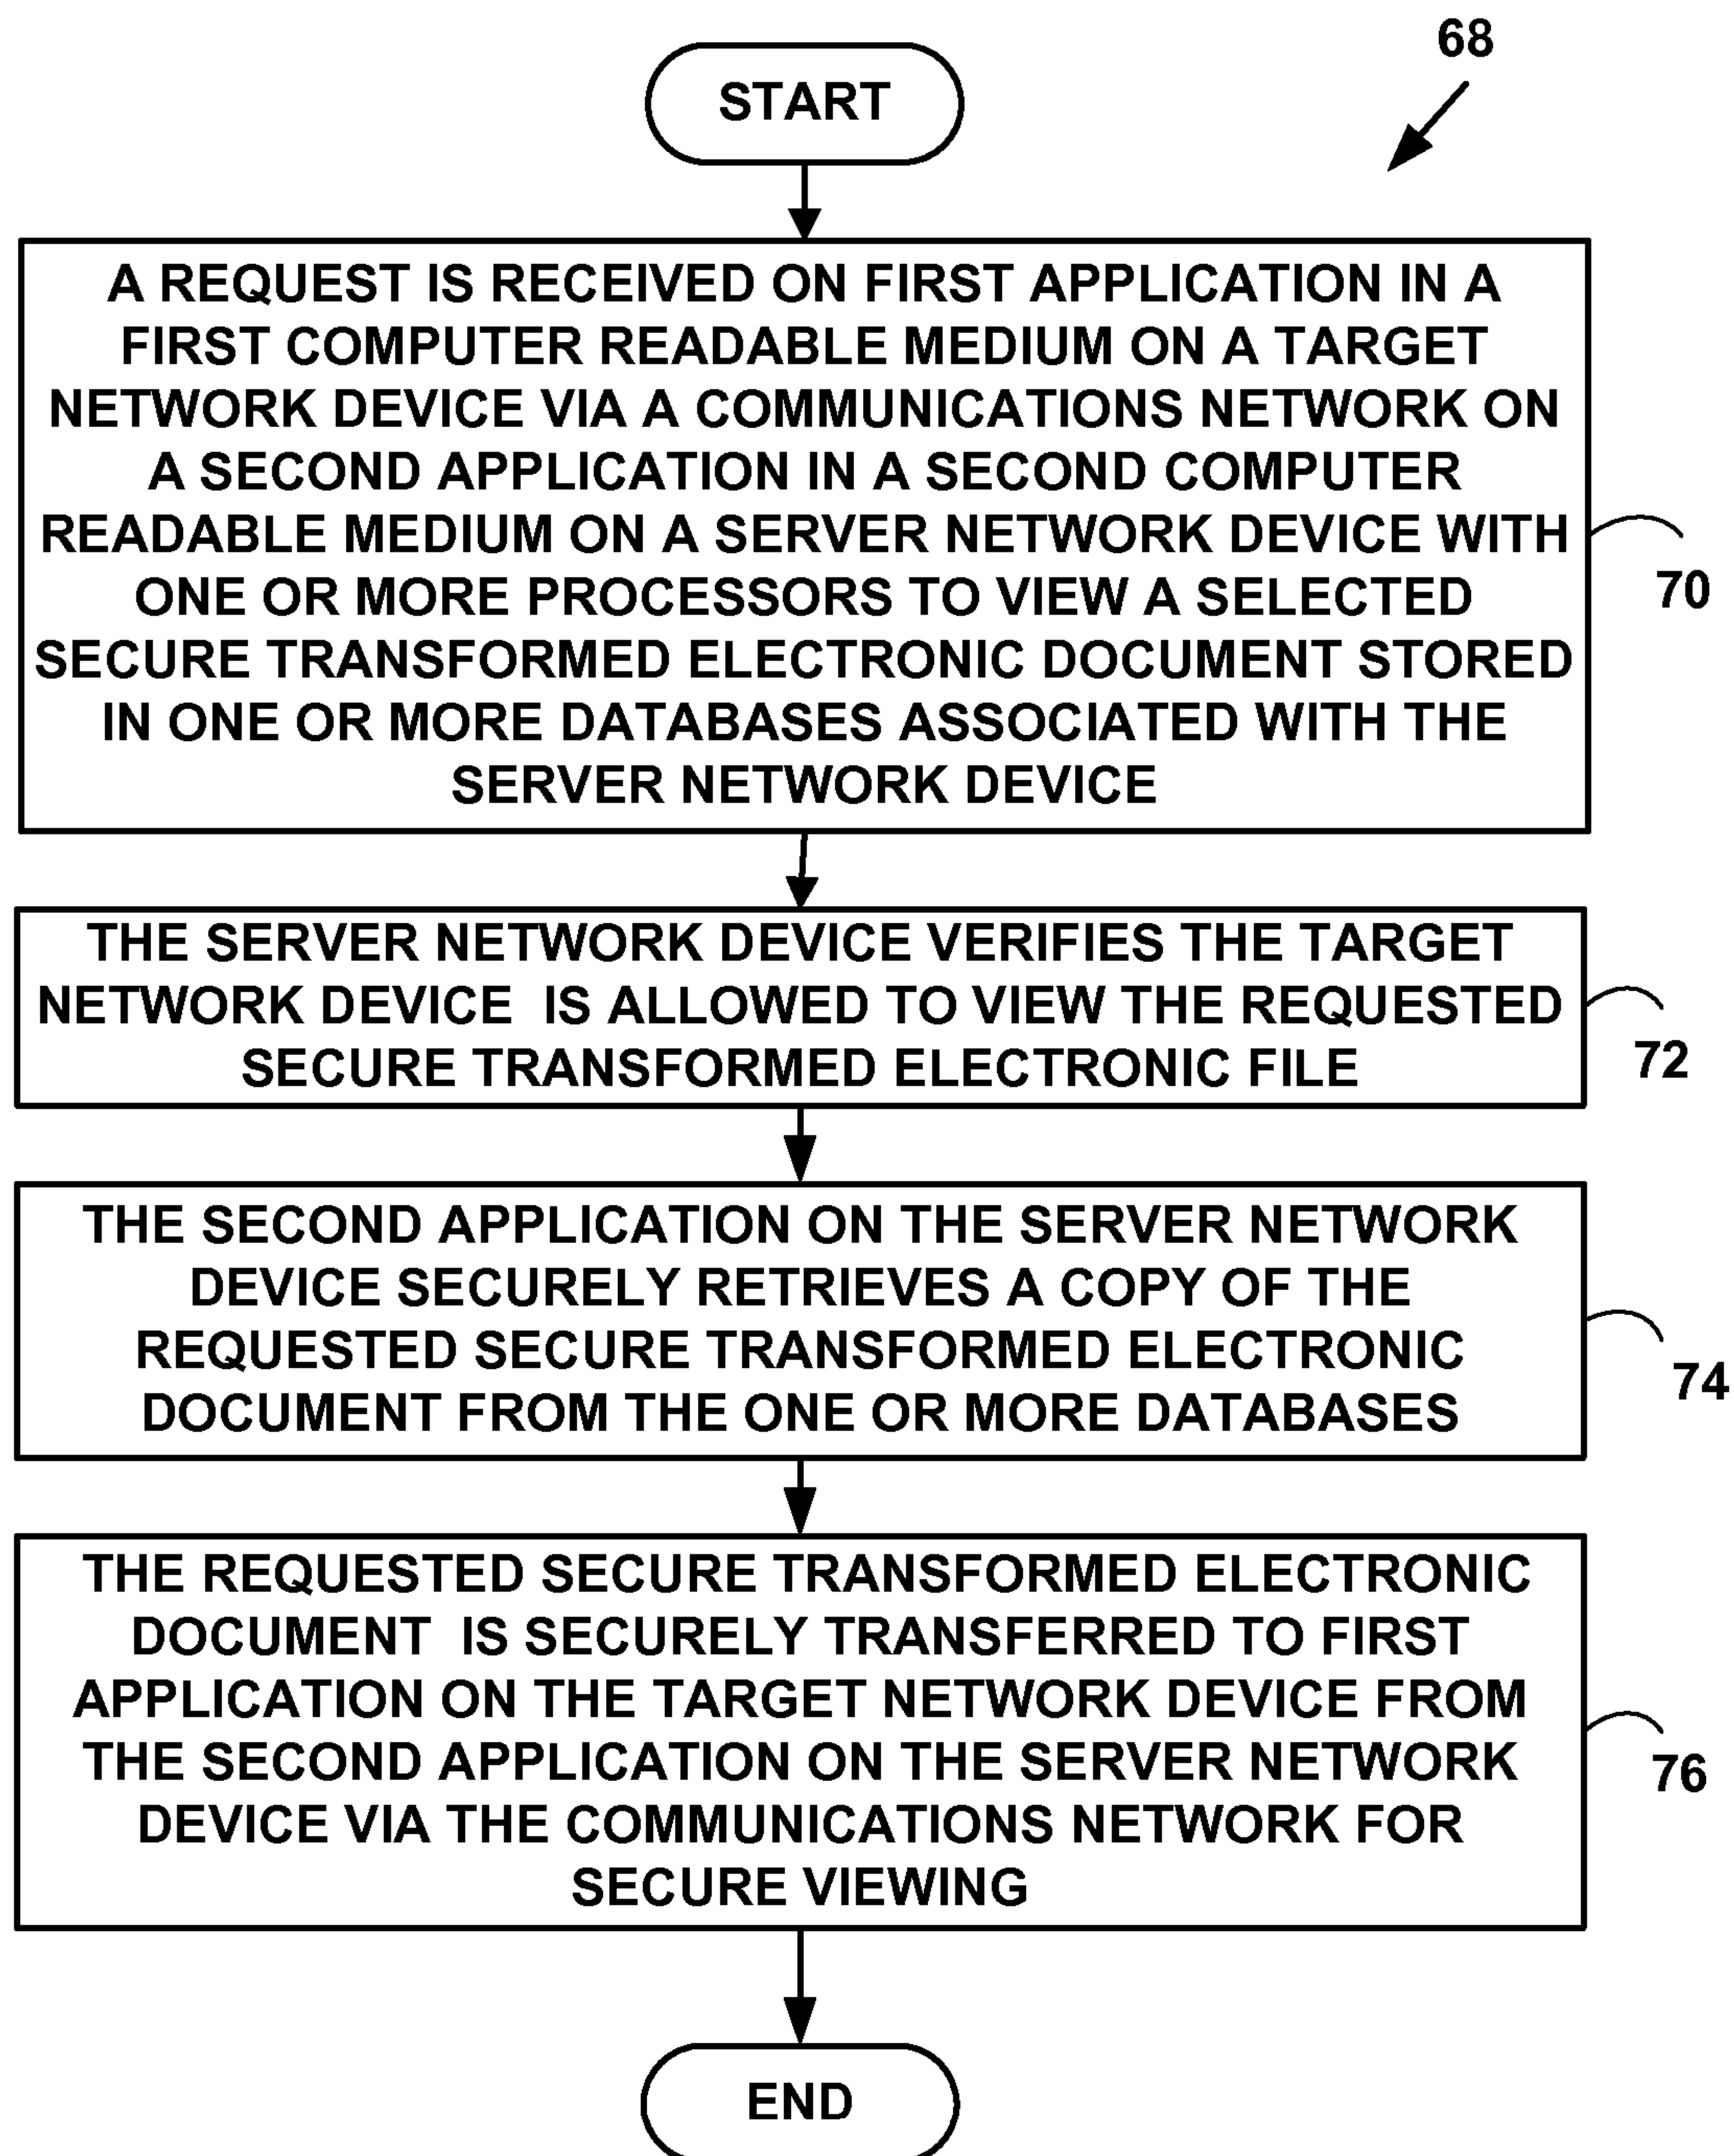 68
START
A REQUEST IS RECEIVED ON FIRST APPLICATION IN A
FIRST COMPUTER READABLE MEDIUM ON A TARGET
NETWORK DEVICE VIA A COMMUNICATIONS NETWORK ON
A SECOND APPLICATION IN A SECOND COMPUTER
READABLE MEDIUM ON A SERVER NETWORK DEVICE WITH
ONE OR MORE PROCESSORS TO VIEW A SELECTED
SECURE TRANSFORMED ELECTRONIC DOCUMENT STORED
IN ONE OR MORE DATABASES ASSOCIATED WITH THE
SERVER NETWORK DEVICE
70
THE SERVER NETWORK DEVICE VERIFIES THE TARGET
NETWORK DEVICE IS ALLOWED TO VIEW THE REQUESTED
SECURE TRANSFORMED ELECTRONIC FILE
72
THE SECOND APPLICATION ON THE SERVER NETWORK
DEVICE SECURELY RETRIEVES A COPY OF THE
REQUESTED SECURE TRANSFORMED ELECTRONIC
DOCUMENT FROM THE ONE OR MORE DATABASES
74
THE REQUESTED SECURE TRANSFORMED ELECTRONIC
DOCUMENT IS SECURELY TRANSFERRED TO FIRST
APPLICATION ON THE TARGET NETWORK DEVICE FROM
THE SECOND APPLICATION ON THE SERVER NETWORK
DEVICE VIA THE COMMUNICATIONS NETWORK FOR
SECURE VIEWING
76
END